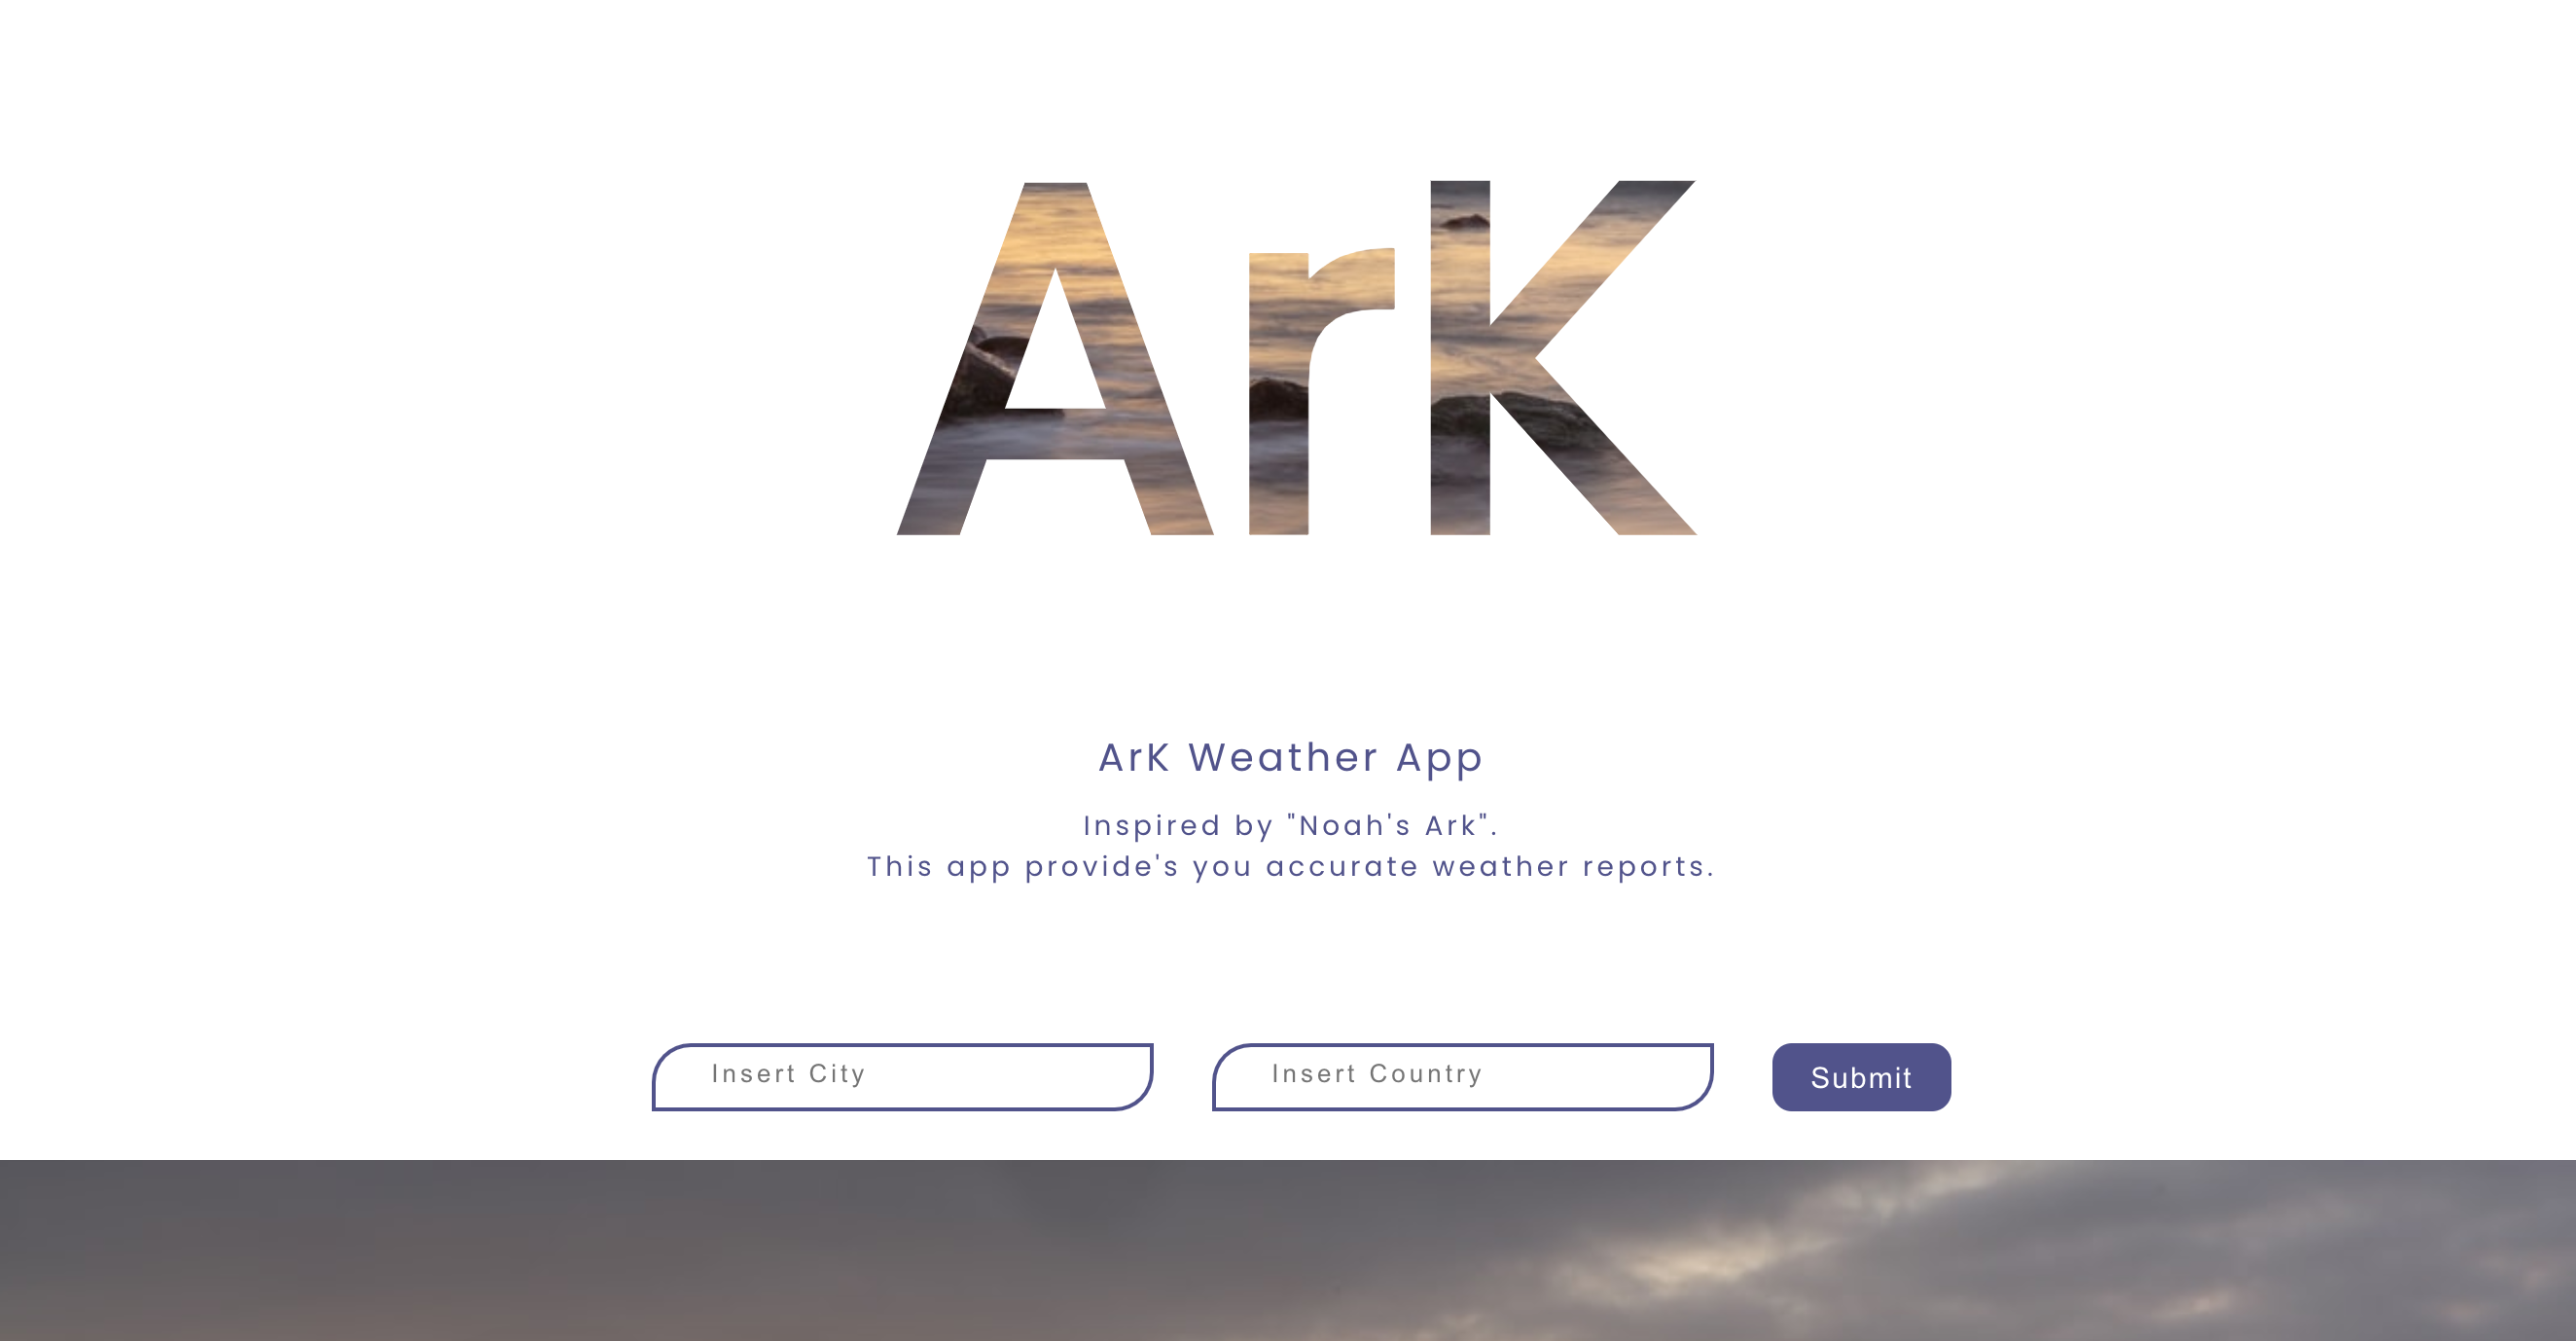 ArK
ArK Weather App
Inspired by "Noah's Ark".
This app provide's you accurate weather reports.
Insert City
Insert Country
Submit